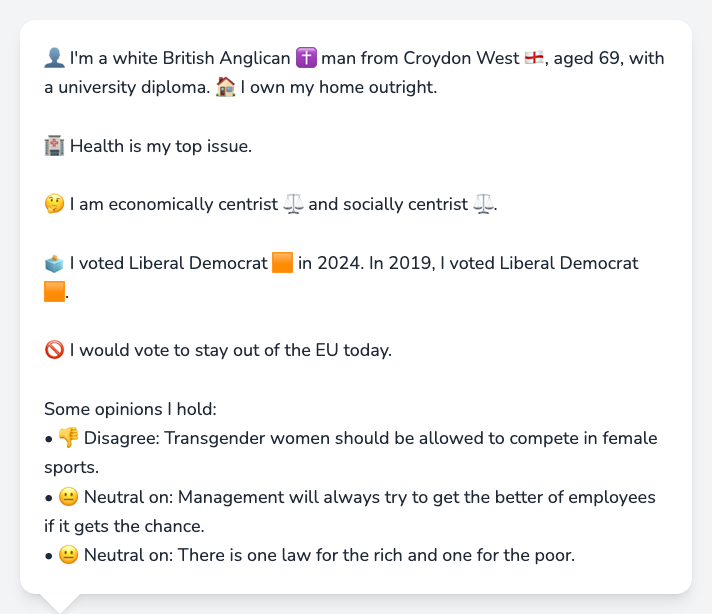 👤 I'm a white British Anglican ✝️ man from Croydon West 🏴󠁧󠁢󠁥󠁮󠁧󠁿, aged 69, with
a university diploma. 🏠 I own my home outright.
🏥 Health is my top issue.
🤔 I am economically centrist ⚖️ and socially centrist ⚖️.
🗳️ I voted Liberal Democrat 🟧 in 2024. In 2019, I voted Liberal Democrat
🟧.
🚫 I would vote to stay out of the EU today.
Some opinions I hold:
• 👎 Disagree: Transgender women should be allowed to compete in female
sports.
• 😐 Neutral on: Management will always try to get the better of employees
if it gets the chance.
• 😐 Neutral on: There is one law for the rich and one for the poor.